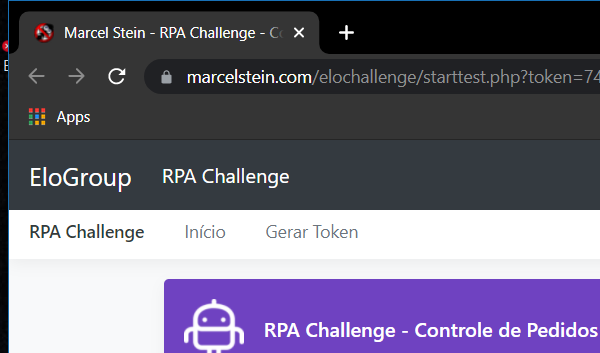 Marcel Stein - RPA Challenge - Co
marcelstein.com/elochallenge/starttest.php?token=74
Apps
EloGroup RPA Challenge
RPA Challenge Início Gerar Token
RPA Challenge - Controle de Pedidos